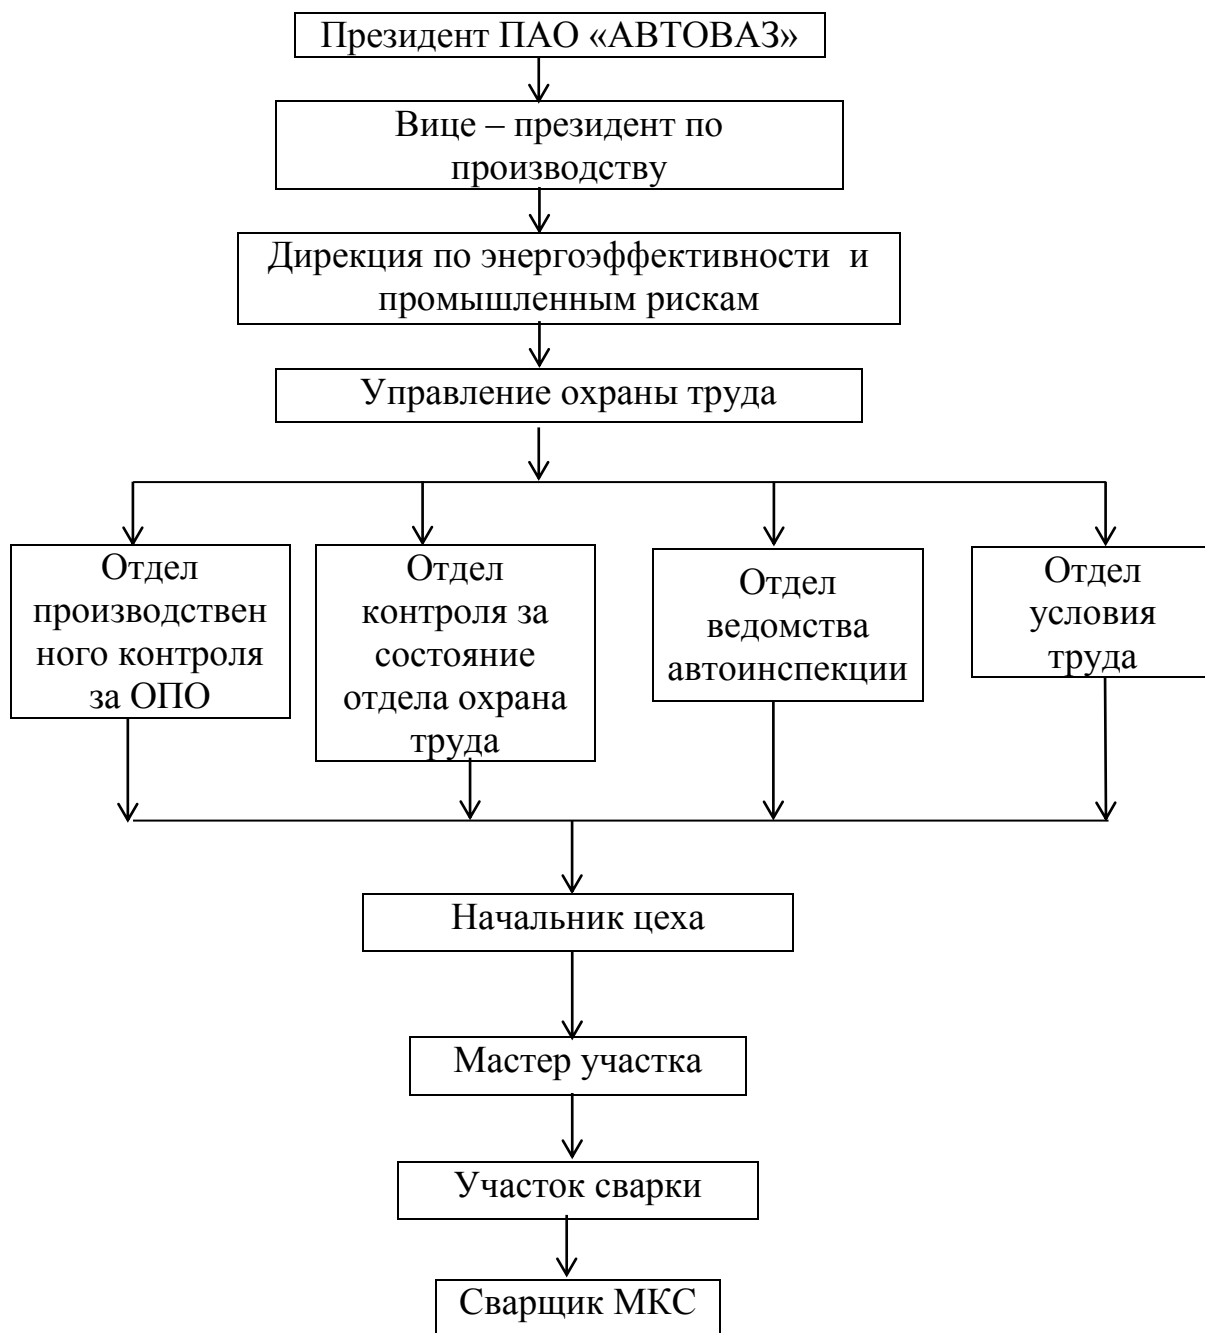 Президент ПАО «АВТОВАЗ»
Вице – президент по
производству
Дирекция по энергоэффективности и
промышленным рискам
Управление охраны труда
Отдел
производствен
ного контроля
за ОПО
Отдел
контроля за
состояние
отдела охрана
труда
Отдел
ведомства
автоинспекции
Отдел
условия
труда
Начальник цеха
Мастер участка
Участок сварки
Сварщик МКС